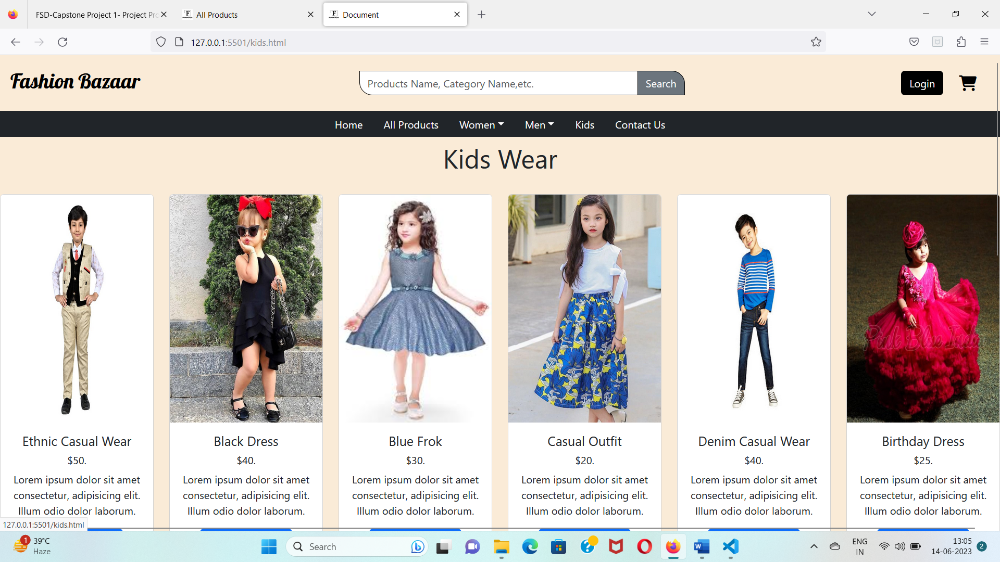 FSD-Capstone Project 1- Project Pro
All Products
Document
127.0.0.1:5501/kids.html
Fashion Bazaar
Products Name, Category Name,etc.
Search
Login
Home
All Products
Women
Men
Kids
Contact Us
Kids Wear
Pink Blue India
Ethnic Casual Wear
$50.
Lorem ipsum dolor sit amet
consectetur, adipisicing elit.
Illum odio dolor laborum.
Black Dress
$40.
Lorem ipsum dolor sit amet
consectetur, adipisicing elit.
Illum odio dolor laborum.
Blue Frok
$30.
Lorem ipsum dolor sit amet
consectetur, adipisicing elit.
Illum odio dolor laborum.
Casual Outfit
$20.
Lorem ipsum dolor sit amet
consectetur, adipisicing elit.
Illum odio dolor laborum.
Denim Casual Wear
$40.
Lorem ipsum dolor sit amet
consectetur, adipisicing elit.
Illum odio dolor laborum.
Birthday Dress
$25.
Lorem ipsum dolor sit amet
consectetur, adipisicing elit.
Illum odio dolor laborum.
127.0.0.1:5501/kids.html
1
39°C
Haze
Search
ENG
IN
13:05
14-06-2023
2